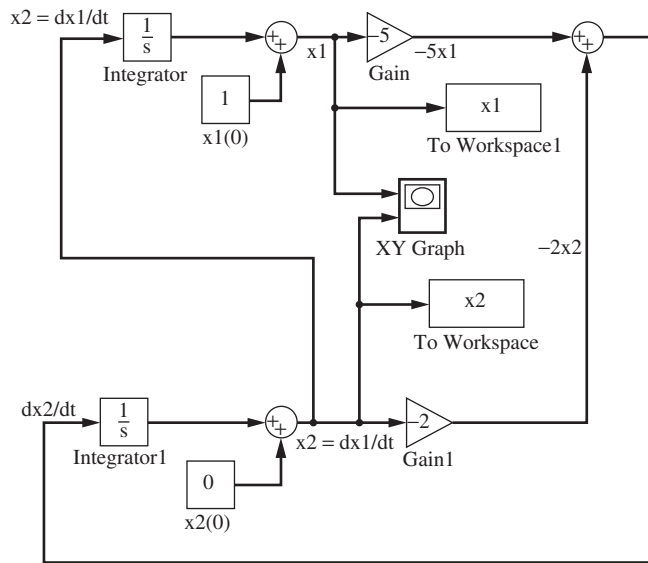 x2 = dx1/dt
1
s
Integrator
+
+
x1
−5
Gain
−5x1
+
+
1
x1(0)
x1
To Workspace1
XY Graph
−2x2
x2
To Workspace
dx2/dt
1
s
Integrator1
+
+
x2 = dx1/dt
−2
Gain1
0
x2(0)